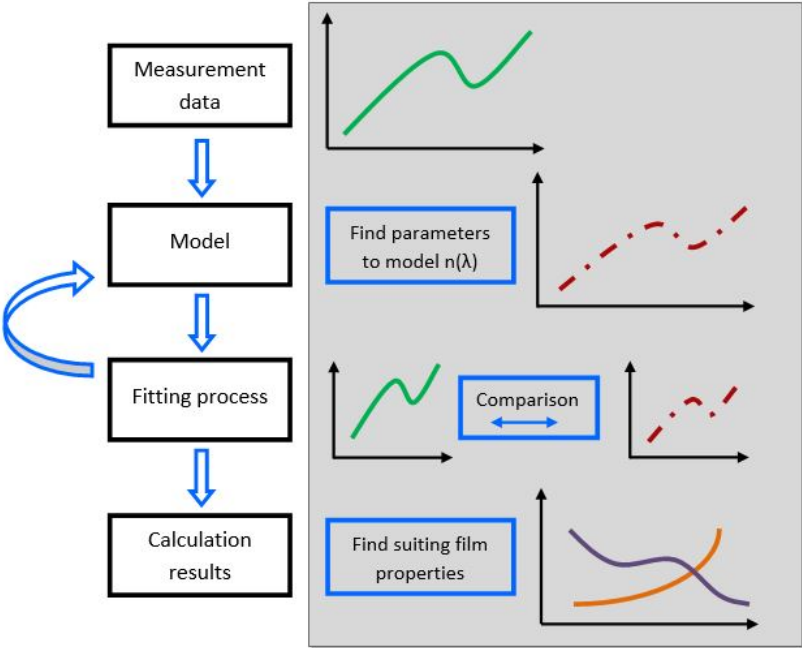 Measurement
data
Model
Find parameters
to model n(λ)
Fitting process
Comparison
Calculation
results
Find suiting film
properties